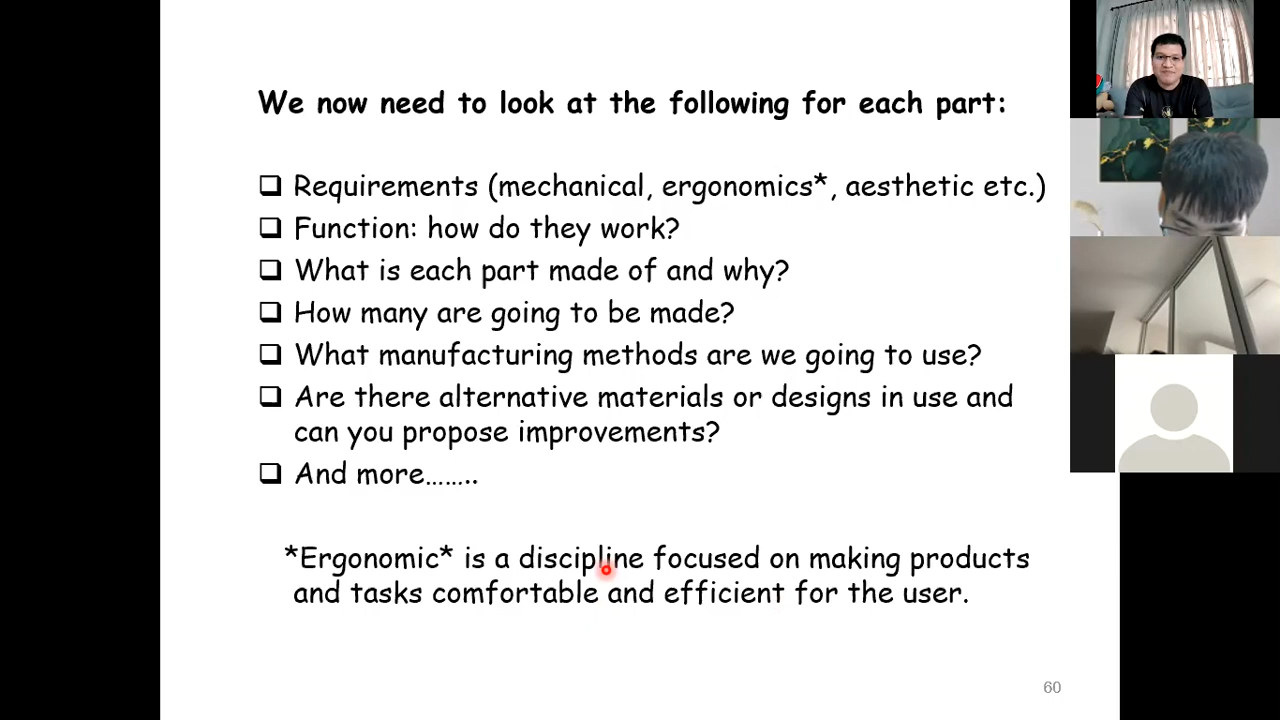 We now need to look at the following for each part:
❑ Requirements (mechanical, ergonomics*, aesthetic etc.)
❑ Function: how do they work?
❑ What is each part made of and why?
❑ How many are going to be made?
❑ What manufacturing methods are we going to use?
❑ Are there alternative materials or designs in use and
can you propose improvements?
❑ And more……..
*Ergonomic* is a discipline focused on making products
and tasks comfortable and efficient for the user.
60